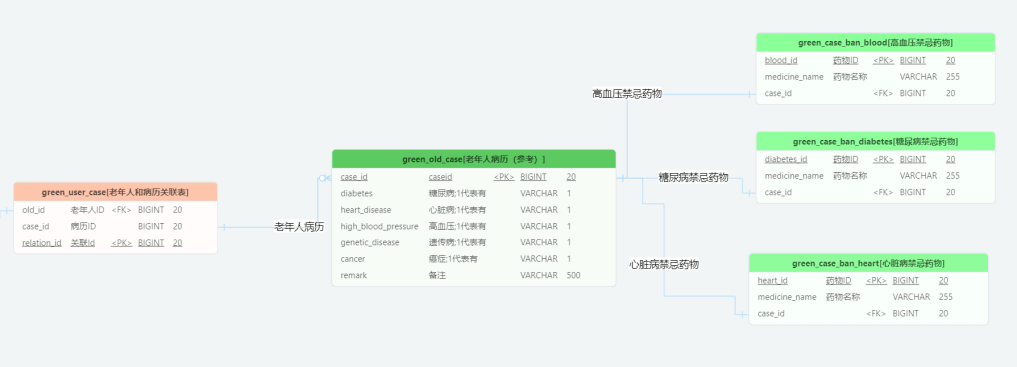 green_case_ban_blood[高血压禁忌药物]
blood_id 药物ID <PK> BIGINT 20
medicine_name 药物名称 VARCHAR 255
case_id <FK> BIGINT 20
高血压禁忌药物
green_case_ban_diabetes[糖尿病禁忌药物]
diabetes_id 药物ID <PK> BIGINT 20
medicine_name 药物名称 VARCHAR 255
case_id <FK> BIGINT 20
糖尿病禁忌药物
green_old_case[老年人病历（参考）]
case_id caseid <PK> BIGINT 20
diabetes 糖尿病;1代表有 VARCHAR 1
heart_disease 心脏病;1代表有 VARCHAR 1
high_blood_pressure 高血压;1代表有 VARCHAR 1
genetic_disease 遗传病;1代表有 VARCHAR 1
cancer 癌症;1代表有 VARCHAR 1
remark 备注 VARCHAR 500
green_user_case[老年人和病历关联表]
old_id 老年人ID <FK> BIGINT 20
case_id 病历ID BIGINT 20
relation_id 关联Id <PK> BIGINT 20
老年人病历
心脏病禁忌药物
green_case_ban_heart[心脏病禁忌药物]
heart_id 药物ID <PK> BIGINT 20
medicine_name 药物名称 VARCHAR 255
case_id <FK> BIGINT 20